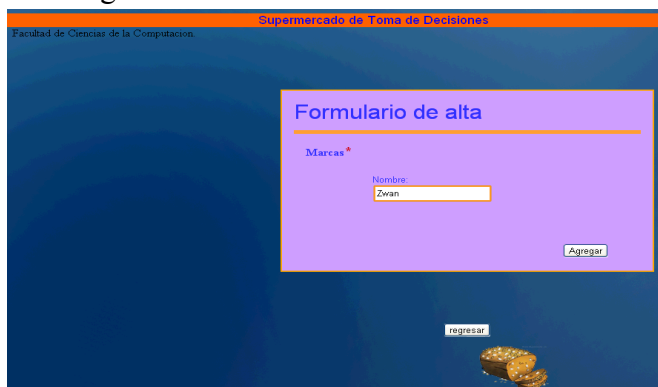 Supermercado de Toma de Decisiones
Facultad de Ciencias de la Computacion.
Formulario de alta
Marcas*
Nombre:
Zwan
Agregar
regresar